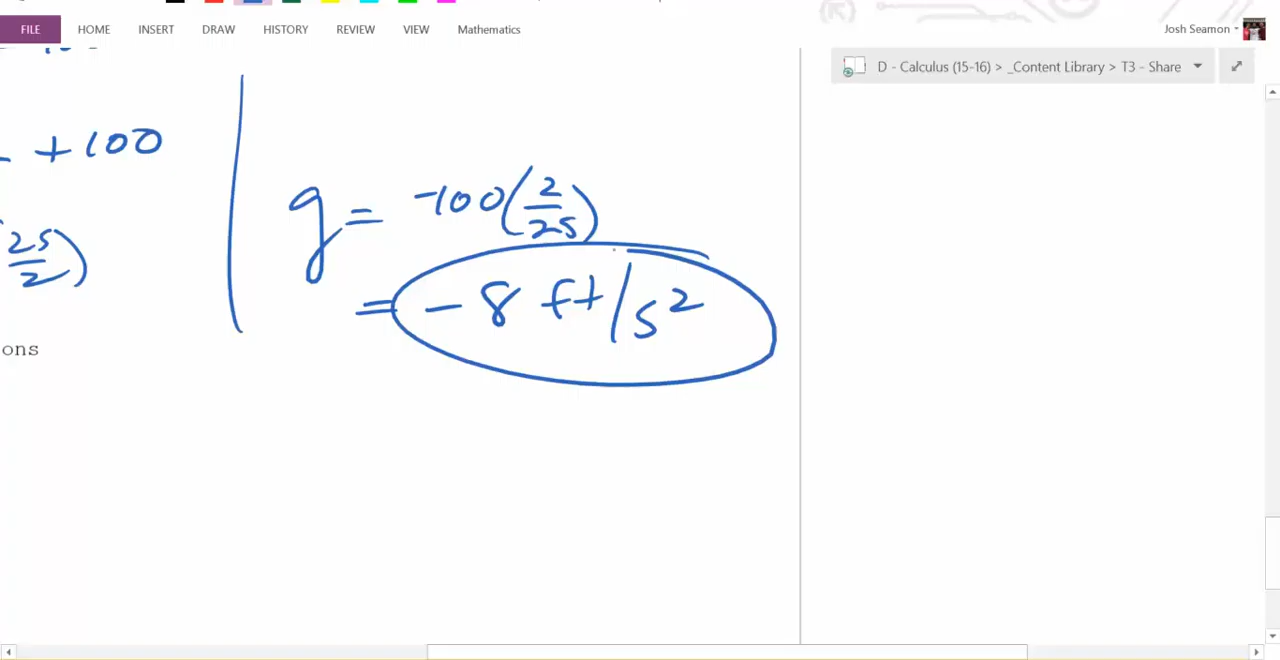 FILE HOME INSERT DRAW HISTORY REVIEW VIEW Mathematics Josh Seamon
D - Calculus (15-16) > _Content Library > T3 - Share
+100
g = -100(2/25)
25/2)
= -8 ft/s²
ons